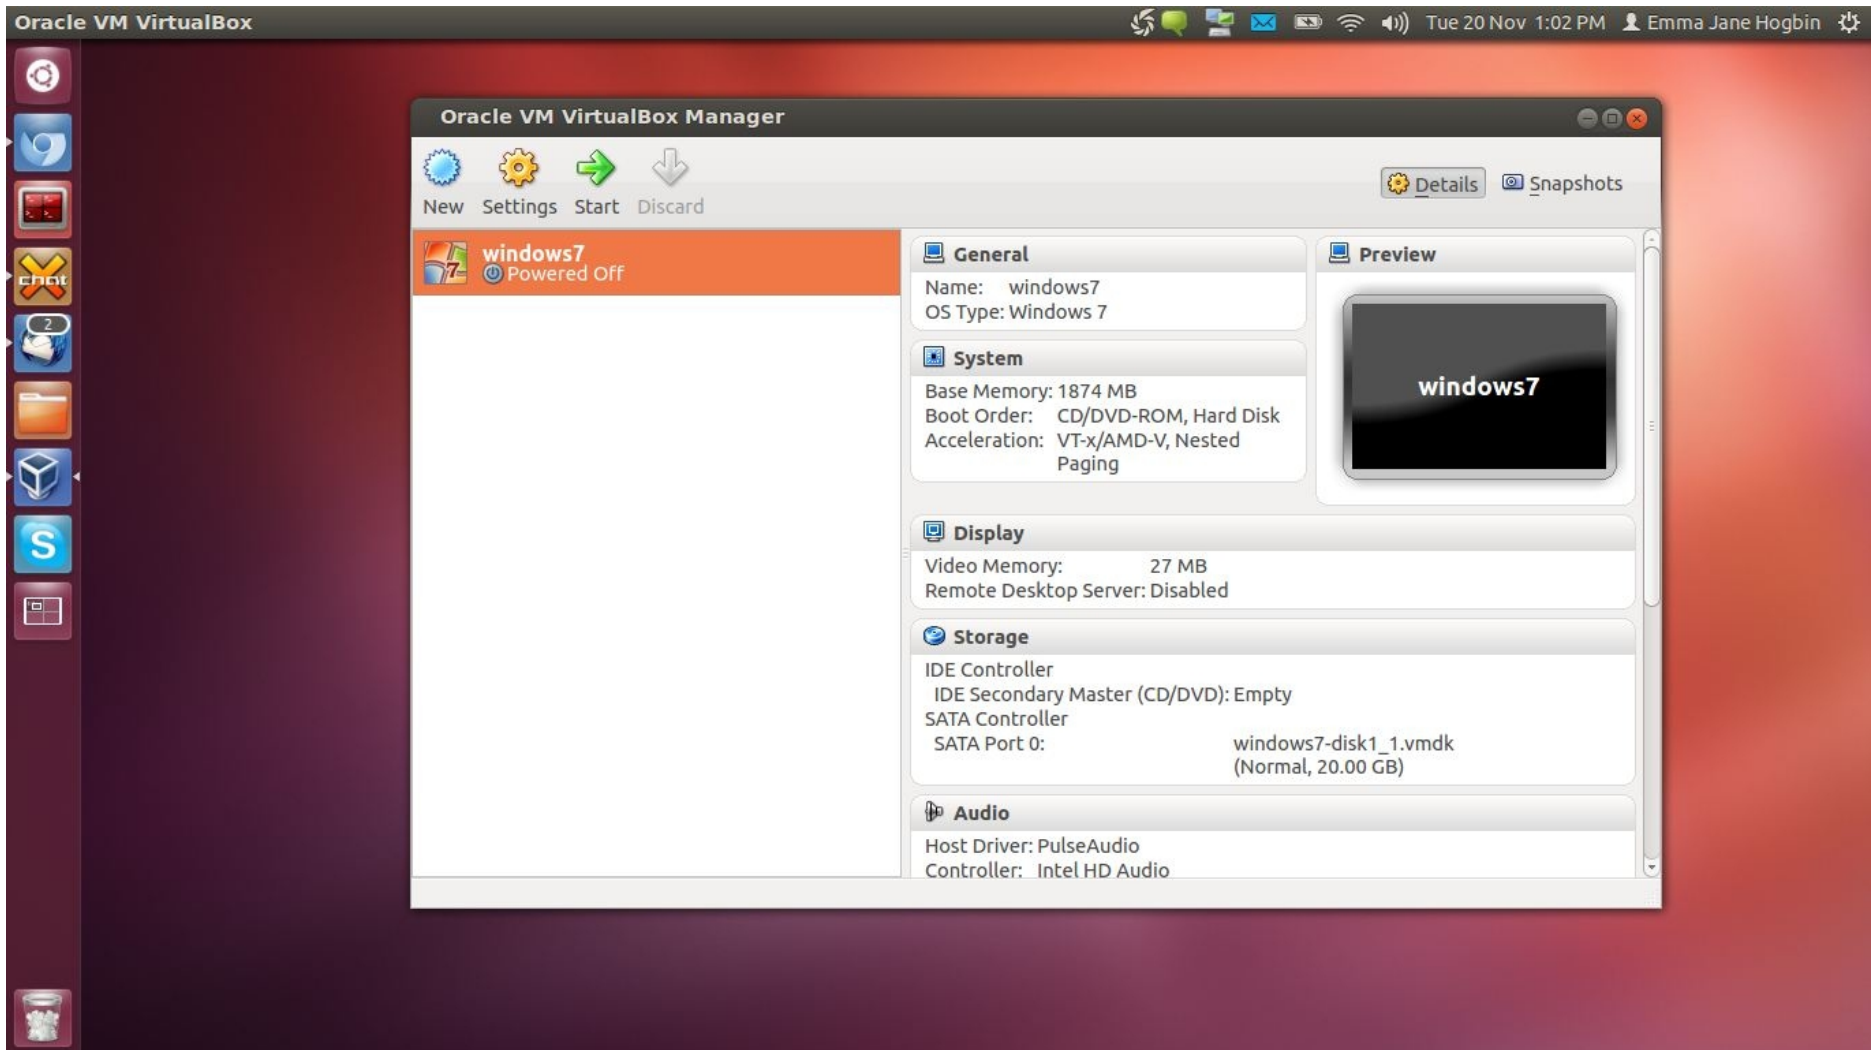 Oracle VM VirtualBox
Tue 20 Nov 1:02 PM Emma Jane Hogbin
Oracle VM VirtualBox Manager
New Settings Start Discard
Details Snapshots
windows7
Powered Off
General
Name: windows7
OS Type: Windows 7
Preview
windows7
System
Base Memory: 1874 MB
Boot Order: CD/DVD-ROM, Hard Disk
Acceleration: VT-x/AMD-V, Nested
Paging
Display
Video Memory: 27 MB
Remote Desktop Server: Disabled
Storage
IDE Controller
IDE Secondary Master (CD/DVD): Empty
SATA Controller
SATA Port 0: windows7-disk1_1.vmdk
(Normal, 20.00 GB)
Audio
Host Driver: PulseAudio
Controller: Intel HD Audio
chat
2
S
7